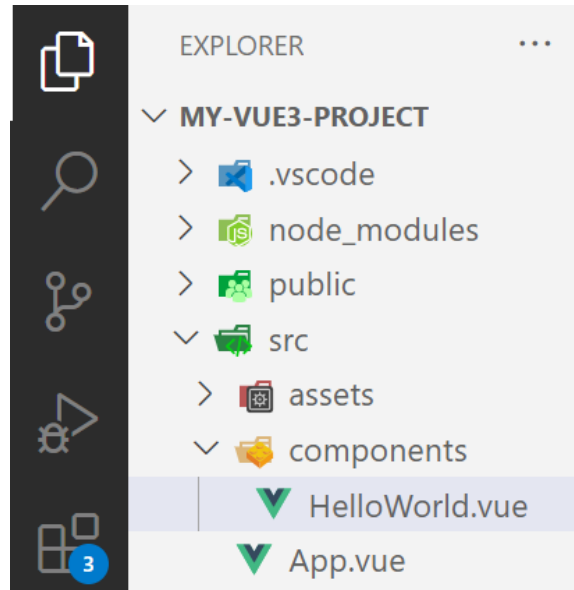 EXPLORER ...
MY-VUE3-PROJECT
.vscode
node_modules
public
src
assets
components
HelloWorld.vue
App.vue
3